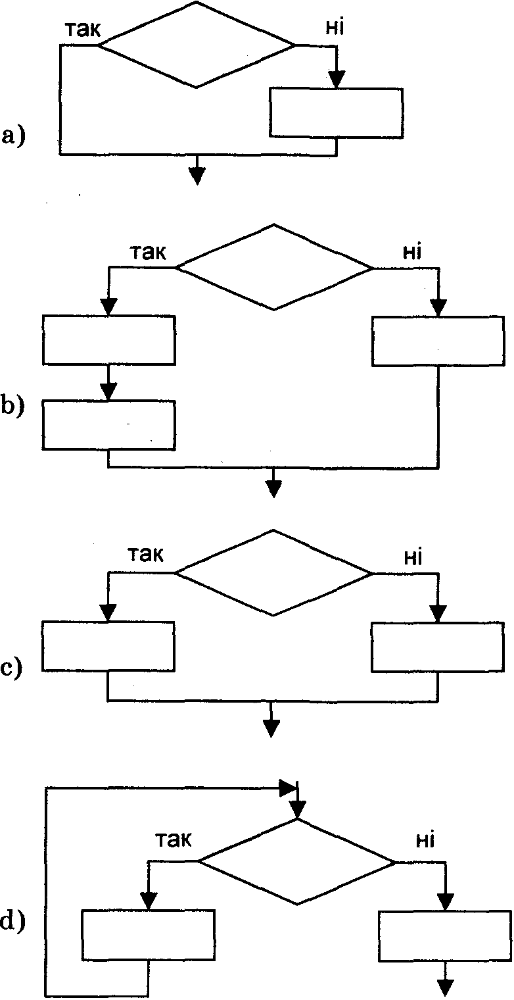 так ні
a)
так ні
b)
так ні
c)
так ні
d)